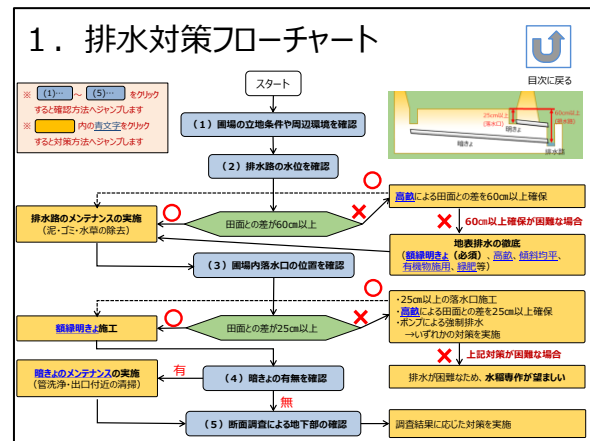 １．排水対策フローチャート
目次に戻る
※ (1)… ～ (5)… をクリック
すると確認方法へジャンプします
※ 内の青文字をクリック
すると対策方法へジャンプします
スタート
（１）圃場の立地条件や周辺環境を確認
（２）排水路の水位を確認
25cm以上
(落水口)
60cm以上
(排水路)
明きょ
暗きょ
排水路
田面との差が60cm以上
高畝による田面との差を60cm以上確保
60cm以上確保が困難な場合
排水路のメンテナンスの実施
（泥・ゴミ・水草の除去）
地表排水の徹底
（額縁明きょ（必須）、高畝、傾斜均平、
有機物施用、緑肥等）
（３）圃場内落水口の位置を確認
額縁明きょ施工
田面との差が25cm以上
・25cm以上の落水口施工
・高畝による田面との差を25cm以上確保
・ポンプによる強制排水
→いずれかの対策を実施
上記対策が困難な場合
排水が困難なため、水稲専作が望ましい
暗きょのメンテナンスの実施
（管洗浄・出口付近の清掃）
有
（４）暗きょの有無を確認
無
（５）断面調査による地下部の確認
調査結果に応じた対策を実施